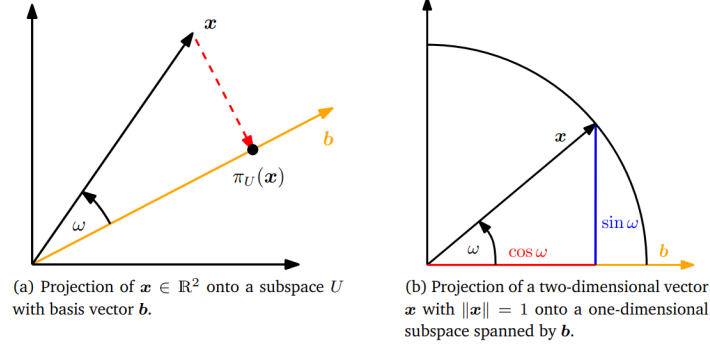 x
b
π_U(x)
ω
(a) Projection of x ∈ ℝ² onto a subspace U
with basis vector b.
x
sin ω
b
ω
cos ω
(b) Projection of a two-dimensional vector
x with ‖x‖ = 1 onto a one-dimensional
subspace spanned by b.